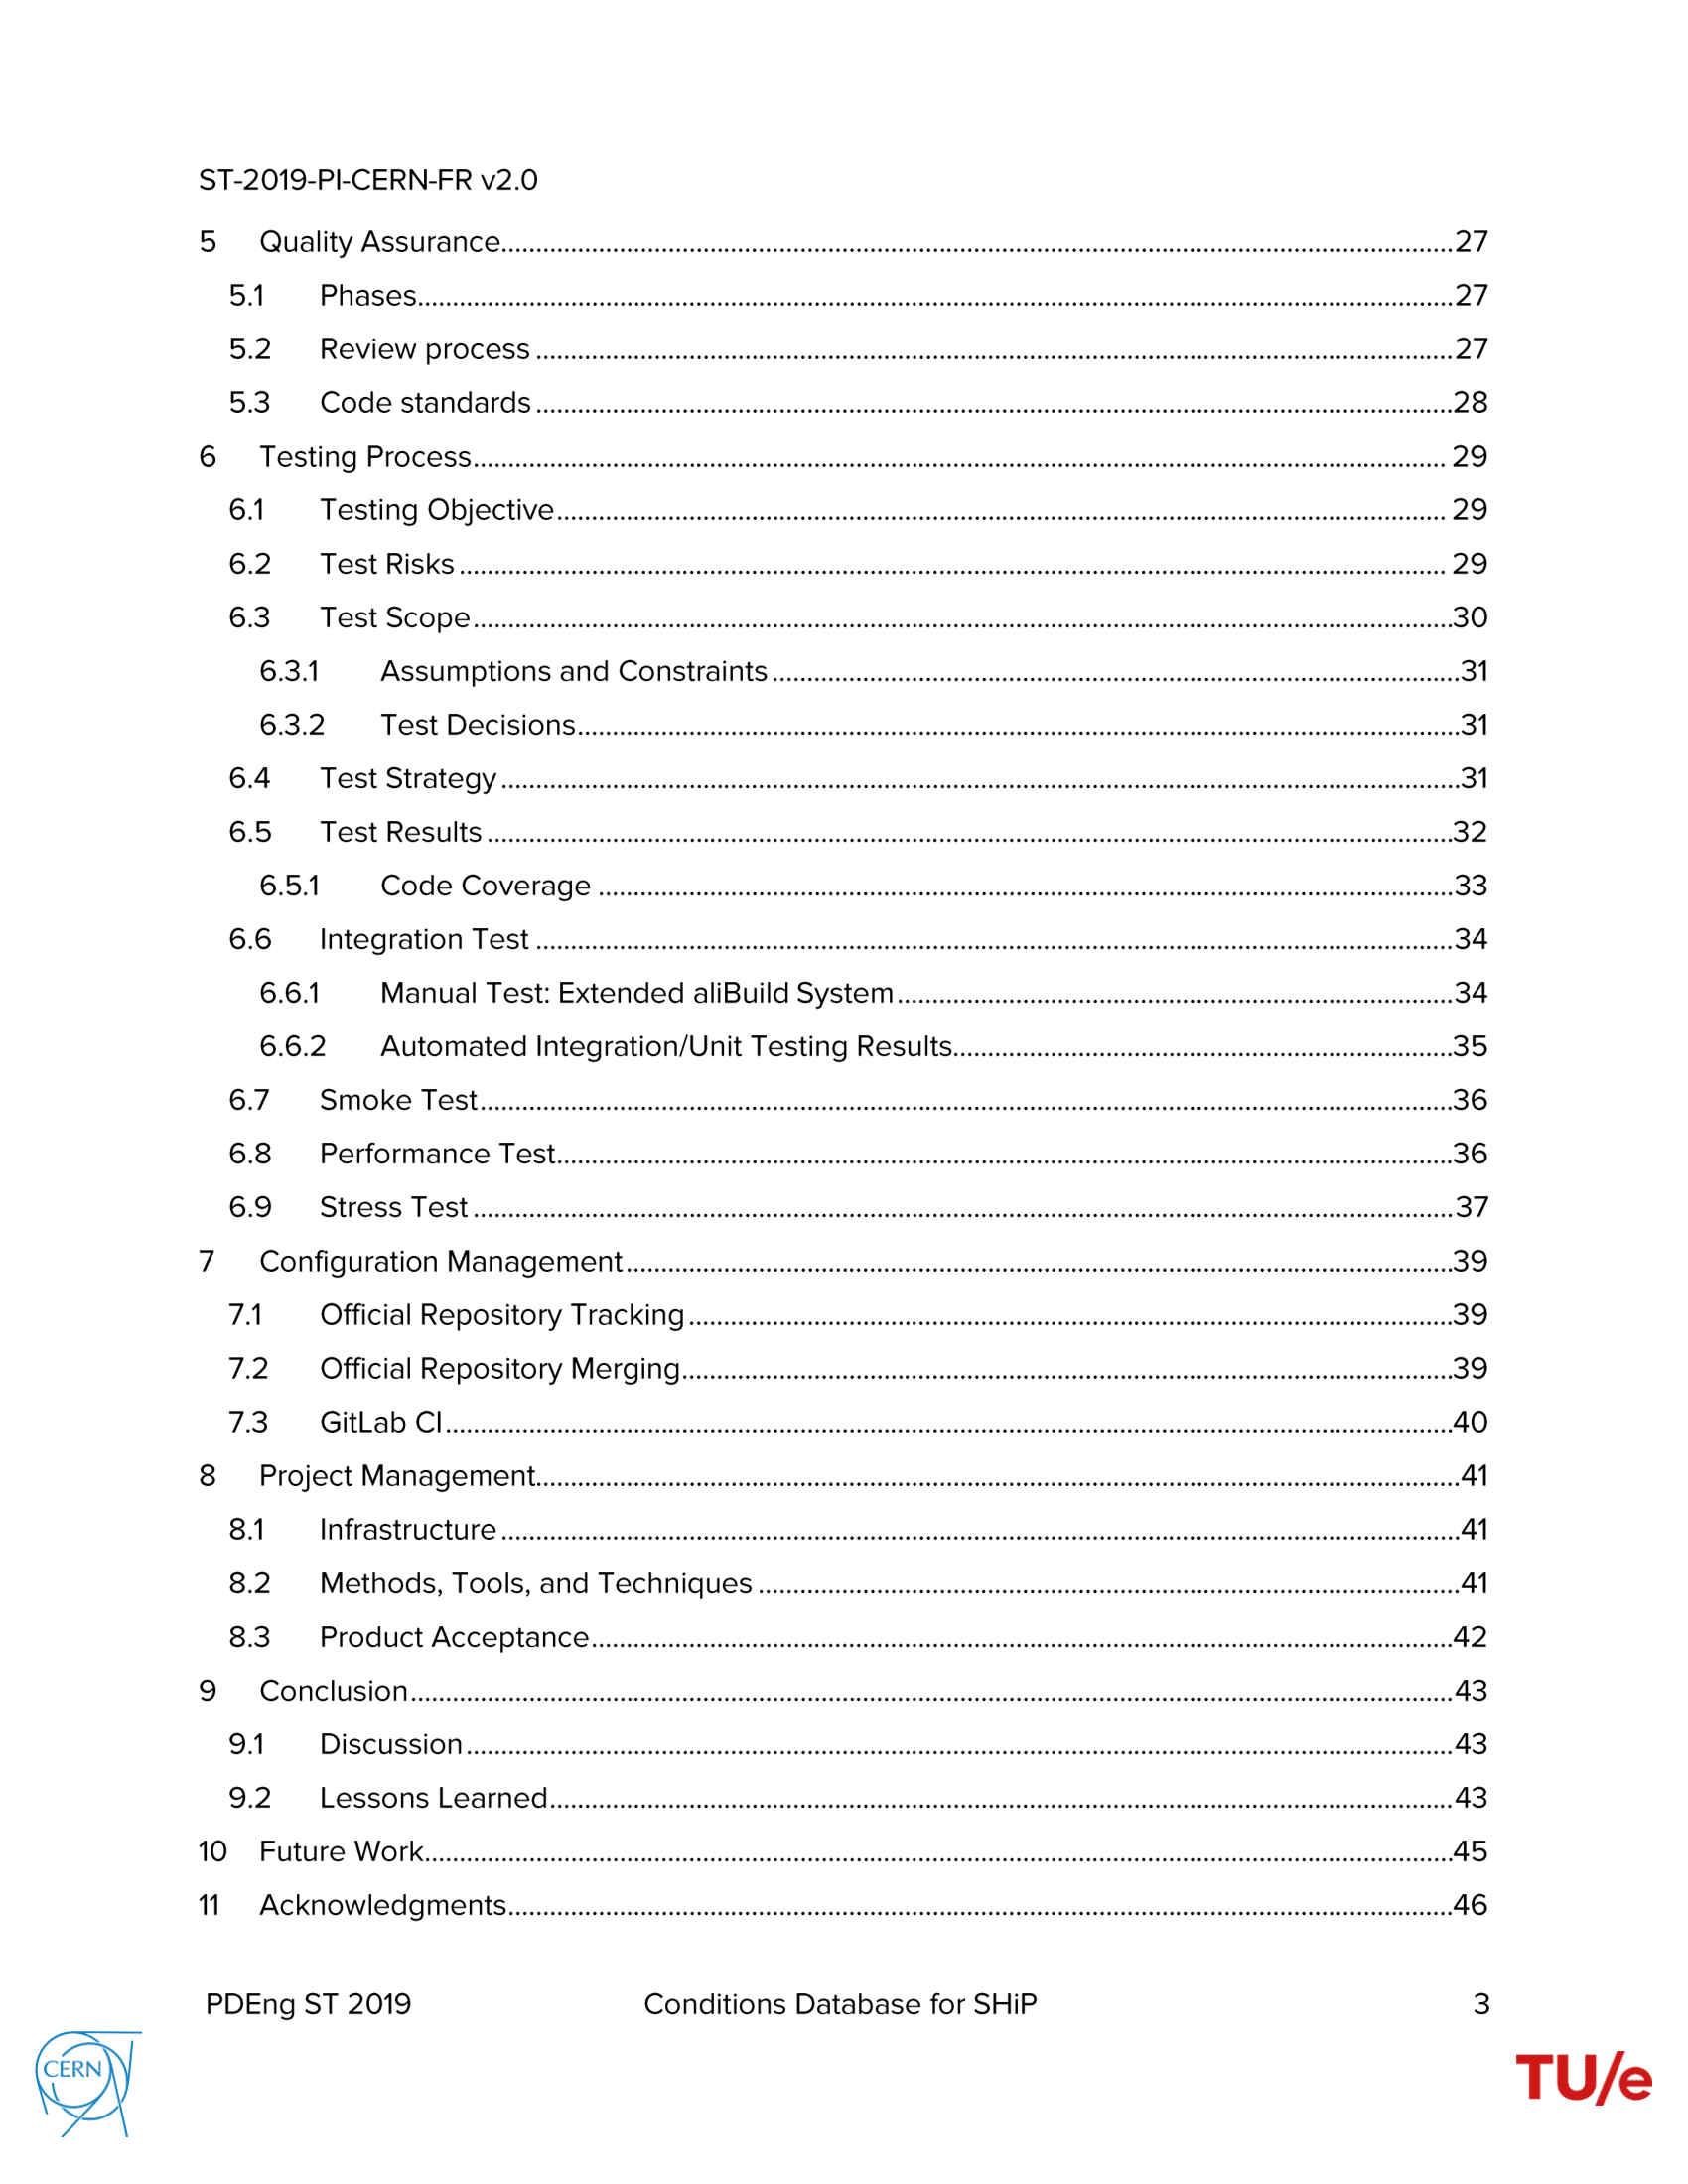 ST-2019-PI-CERN-FR v2.0
5 Quality Assurance 27
5.1 Phases 27
5.2 Review process 27
5.3 Code standards 28
6 Testing Process 29
6.1 Testing Objective 29
6.2 Test Risks 29
6.3 Test Scope 30
6.3.1 Assumptions and Constraints 31
6.3.2 Test Decisions 31
6.4 Test Strategy 31
6.5 Test Results 32
6.5.1 Code Coverage 33
6.6 Integration Test 34
6.6.1 Manual Test: Extended aliBuild System 34
6.6.2 Automated Integration/Unit Testing Results 35
6.7 Smoke Test 36
6.8 Performance Test 36
6.9 Stress Test 37
7 Configuration Management 39
7.1 Official Repository Tracking 39
7.2 Official Repository Merging 39
7.3 GitLab CI 40
8 Project Management 41
8.1 Infrastructure 41
8.2 Methods, Tools, and Techniques 41
8.3 Product Acceptance 42
9 Conclusion 43
9.1 Discussion 43
9.2 Lessons Learned 43
10 Future Work 45
11 Acknowledgments 46
PDEng ST 2019 Conditions Database for SHiP 3
CERN
TU/e